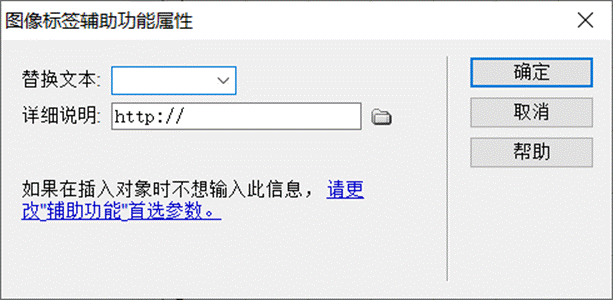 图像标签辅助功能属性
替换文本:
确定
详细说明: http://
取消
帮助
如果在插入对象时不想输入此信息， 请更
改"辅助功能"首选参数。